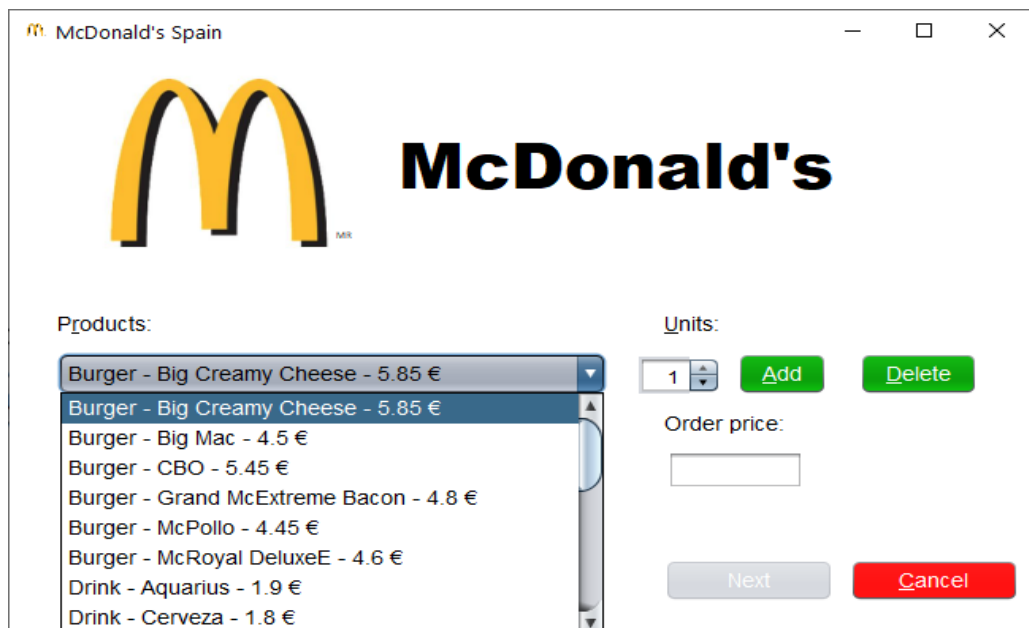 McDonald's Spain
MR
McDonald's
Products:
Units:
Burger - Big Creamy Cheese - 5.85 €
1
Add
Delete
Burger - Big Creamy Cheese - 5.85 €
Burger - Big Mac - 4.5 €
Burger - CBO - 5.45 €
Burger - Grand McExtreme Bacon - 4.8 €
Burger - McPollo - 4.45 €
Burger - McRoyal DeluxeE - 4.6 €
Drink - Aquarius - 1.9 €
Drink - Cerveza - 1.8 €
Order price:
Next
Cancel